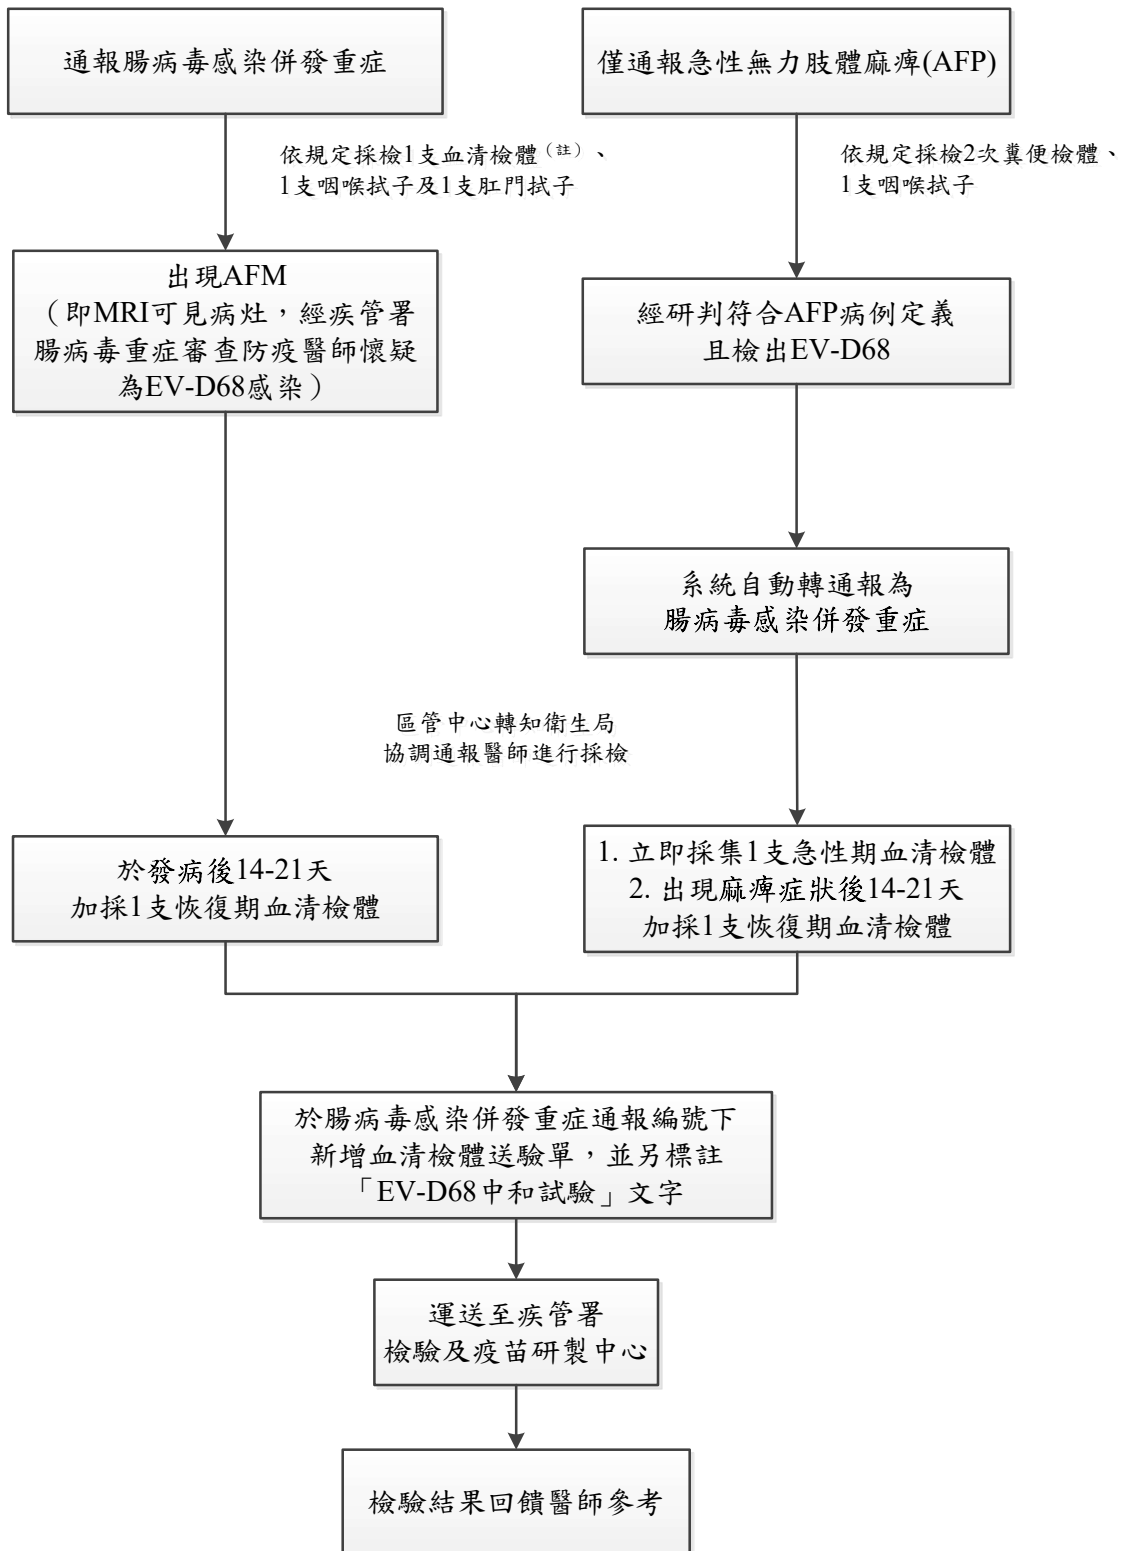 通報腸病毒感染併發重症
僅通報急性無力肢體麻痺(AFP)
依規定採檢1支血清檢體(註)、
1支咽喉拭子及1支肛門拭子
依規定採檢2次糞便檢體、
1支咽喉拭子
出現AFM
（即MRI可見病灶，經疾管署
腸病毒重症審查防疫醫師懷疑
為EV-D68感染）
經研判符合AFP病例定義
且檢出EV-D68
系統自動轉通報為
腸病毒感染併發重症
區管中心轉知衛生局
協調通報醫師進行採檢
於發病後14-21天
加採1支恢復期血清檢體
1. 立即採集1支急性期血清檢體
2. 出現麻痺症狀後14-21天
加採1支恢復期血清檢體
於腸病毒感染併發重症通報編號下
新增血清檢體送驗單，並另標註
「EV-D68中和試驗」文字
運送至疾管署
檢驗及疫苗研製中心
檢驗結果回饋醫師參考